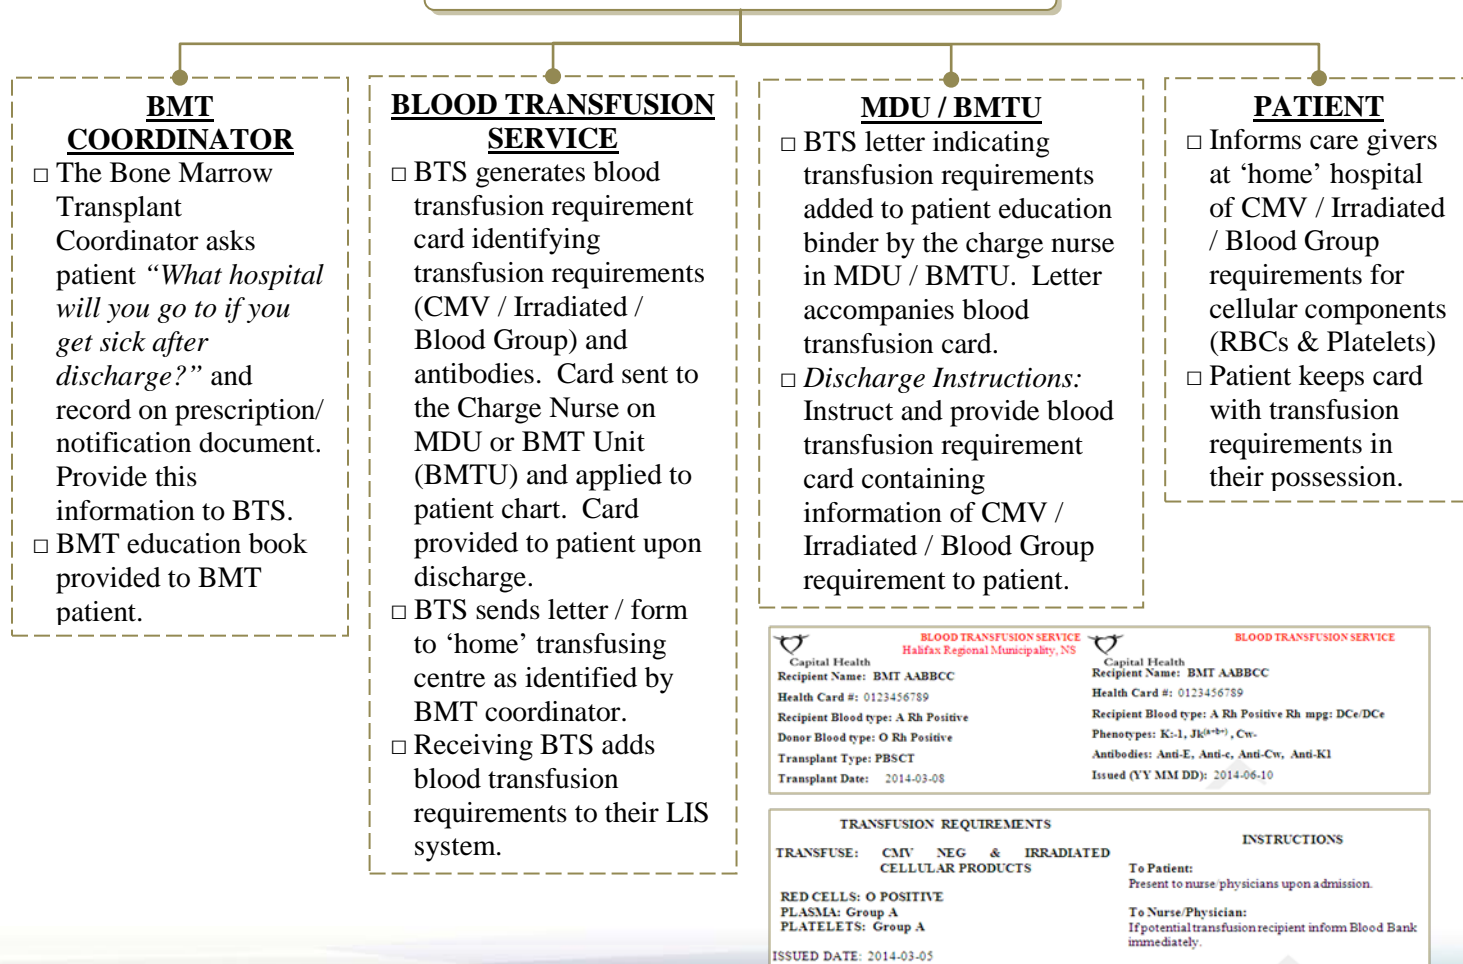 BMT
COORDINATOR
□ The Bone Marrow
Transplant
Coordinator asks
patient “What hospital
will you go to if you
get sick after
discharge?” and
record on prescription/
notification document.
Provide this
information to BTS.
□ BMT education book
provided to BMT
patient.
BLOOD TRANSFUSION
SERVICE
□ BTS generates blood
transfusion requirement
card identifying
transfusion requirements
(CMV / Irradiated /
Blood Group) and
antibodies.  Card sent to
the Charge Nurse on
MDU or BMT Unit
(BMTU) and applied to
patient chart.  Card
provided to patient upon
discharge.
□ BTS sends letter / form
to ‘home’ transfusing
centre as identified by
BMT coordinator.
□ Receiving BTS adds
blood transfusion
requirements to their LIS
system.
MDU / BMTU
□ BTS letter indicating
transfusion requirements
added to patient education
binder by the charge nurse
in MDU / BMTU.  Letter
accompanies blood
transfusion card.
□ Discharge Instructions:
Instruct and provide blood
transfusion requirement
card containing
information of CMV /
Irradiated / Blood Group
requirement to patient.
PATIENT
□ Informs care givers
at ‘home’ hospital
of CMV / Irradiated
/ Blood Group
requirements for
cellular components
(RBCs & Platelets)
□ Patient keeps card
with transfusion
requirements in
their possession.
BLOOD TRANSFUSION SERVICE
Halifax Regional Municipality, NS
Capital Health
Recipient Name: BMT AABBCC
Health Card #: 0123456789
Recipient Blood type: A Rh Positive
Donor Blood type: O Rh Positive
Transplant Type: PBSCT
Transplant Date: 2014-03-08
BLOOD TRANSFUSION SERVICE
Capital Health
Recipient Name: BMT AABBCC
Health Card #: 0123456789
Recipient Blood type: A Rh Positive Rh mpg: DCe/DCe
Phenotypes: K:-1, Jk(a+b+) , Cw-
Antibodies: Anti-E, Anti-c, Anti-Cw, Anti-K1
Issued (YY MM DD): 2014-06-10
TRANSFUSION REQUIREMENTS
TRANSFUSE: CMV NEG & IRRADIATED
CELLULAR PRODUCTS
RED CELLS: O POSITIVE
PLASMA: Group A
PLATELETS: Group A
ISSUED DATE: 2014-03-05
INSTRUCTIONS
To Patient:
Present to nurse/physicians upon admission.
To Nurse/Physician:
If potential transfusion recipient inform Blood Bank
immediately.